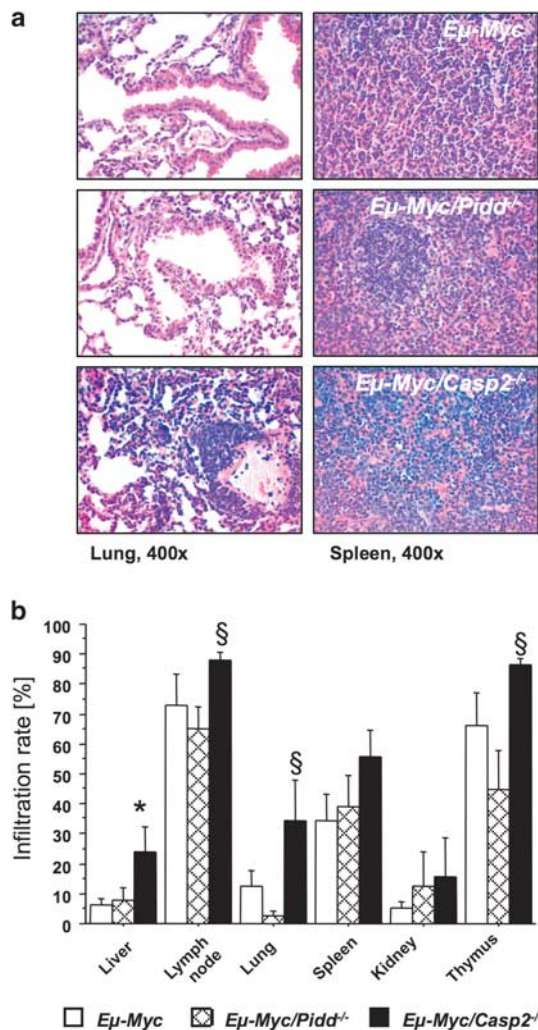 a
Eμ-Myc
Eμ-Myc/Pidd-/-
Eμ-Myc/Casp2-/-
Lung, 400x Spleen, 400x
b
Infiltration rate [%]
100
90
80
70
60
50
40
30
20
10
0
*
§
§
§
Liver
Lymph
node
Lung
Spleen
Kidney
Thymus
Eμ-Myc Eμ-Myc/Pidd-/- Eμ-Myc/Casp2-/